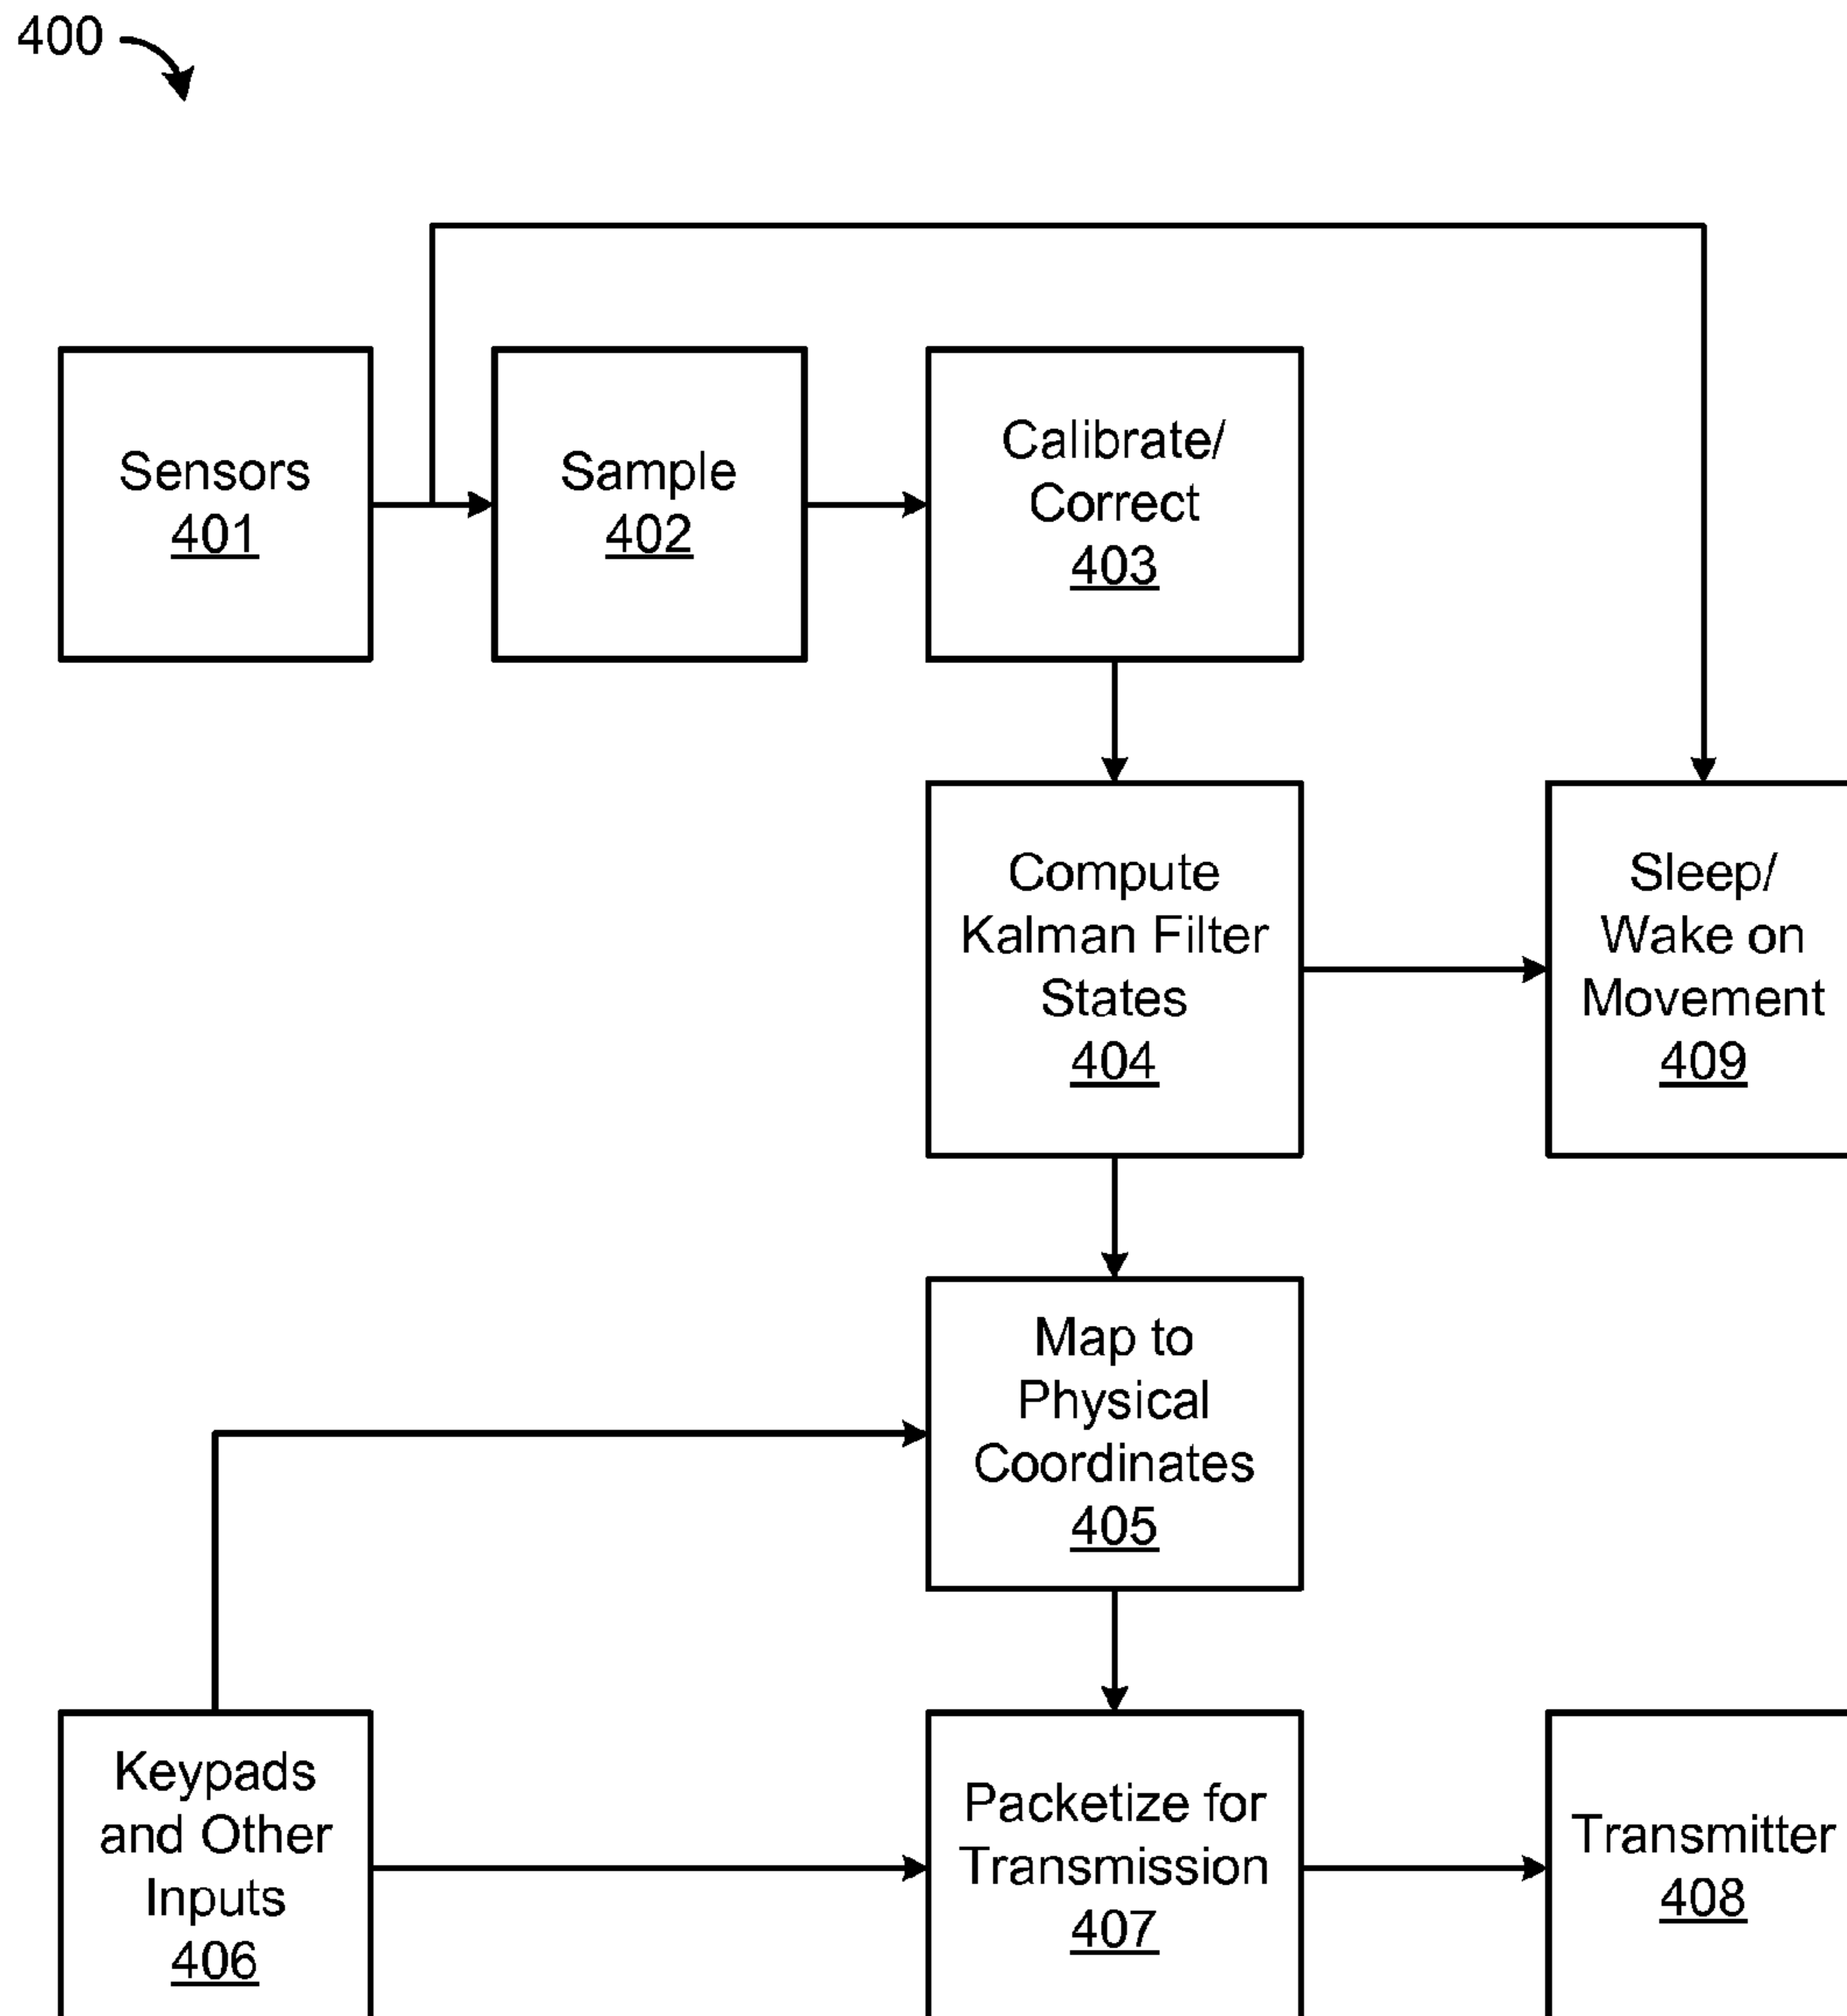 400
Sensors
401
Sample
402
Calibrate/
Correct
403
Compute
Kalman Filter
States
404
Sleep/
Wake on
Movement
409
Map to
Physical
Coordinates
405
Keypads
and Other
Inputs
406
Packetize for
Transmission
407
Transmitter
408